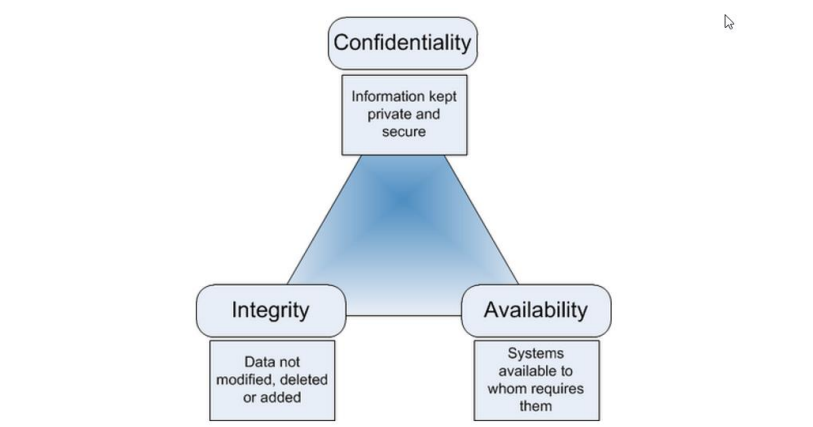 Confidentiality
Information kept
private and
secure
Integrity
Data not
modified, deleted
or added
Availability
Systems
available to
whom requires
them